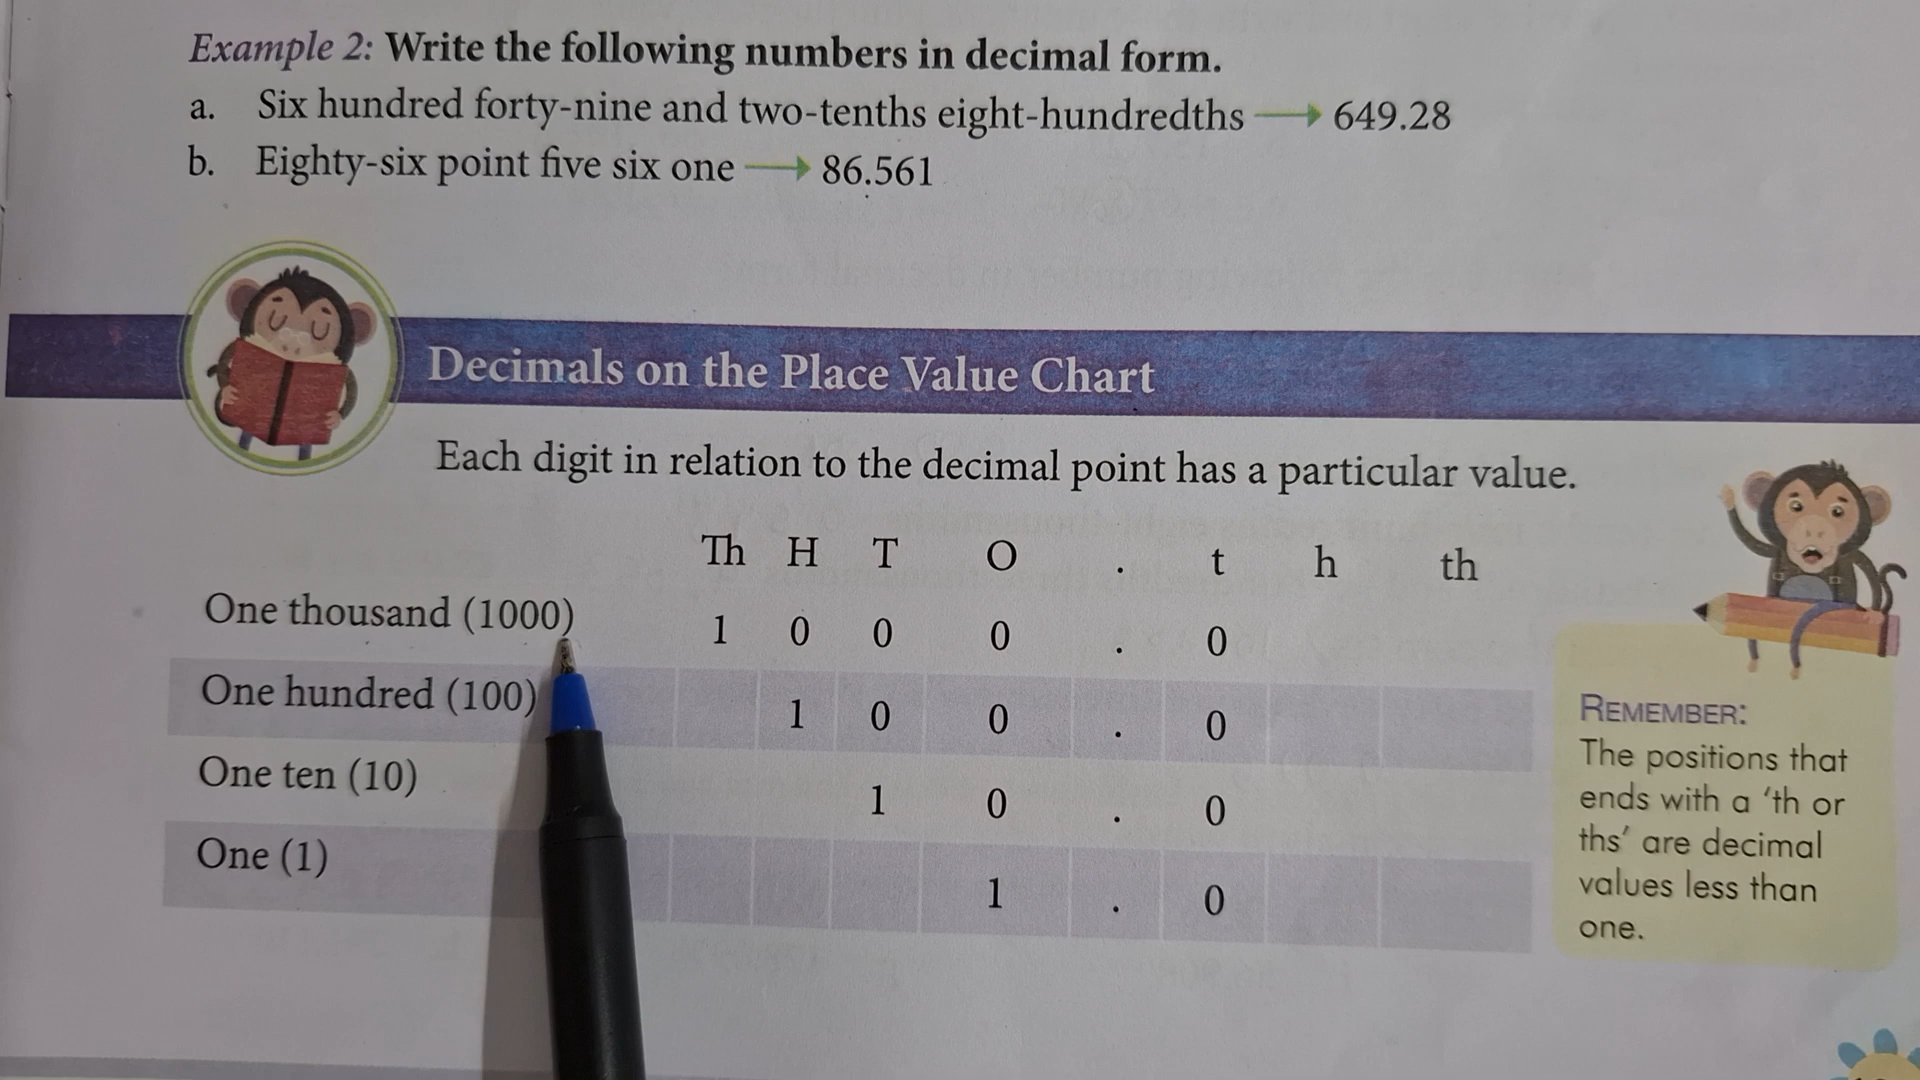 Example 2: Write the following numbers in decimal form.
a. Six hundred forty-nine and two-tenths eight-hundredths → 649.28
b. Eighty-six point five six one → 86.561
Decimals on the Place Value Chart
Each digit in relation to the decimal point has a particular value.
Th H T O . t h th
One thousand (1000) 1 0 0 0 . 0
One hundred (100) 1 0 0 . 0
One ten (10) 1 0 . 0
One (1) 1 . 0
REMEMBER:
The positions that
ends with a ‘th or
ths’ are decimal
values less than
one.